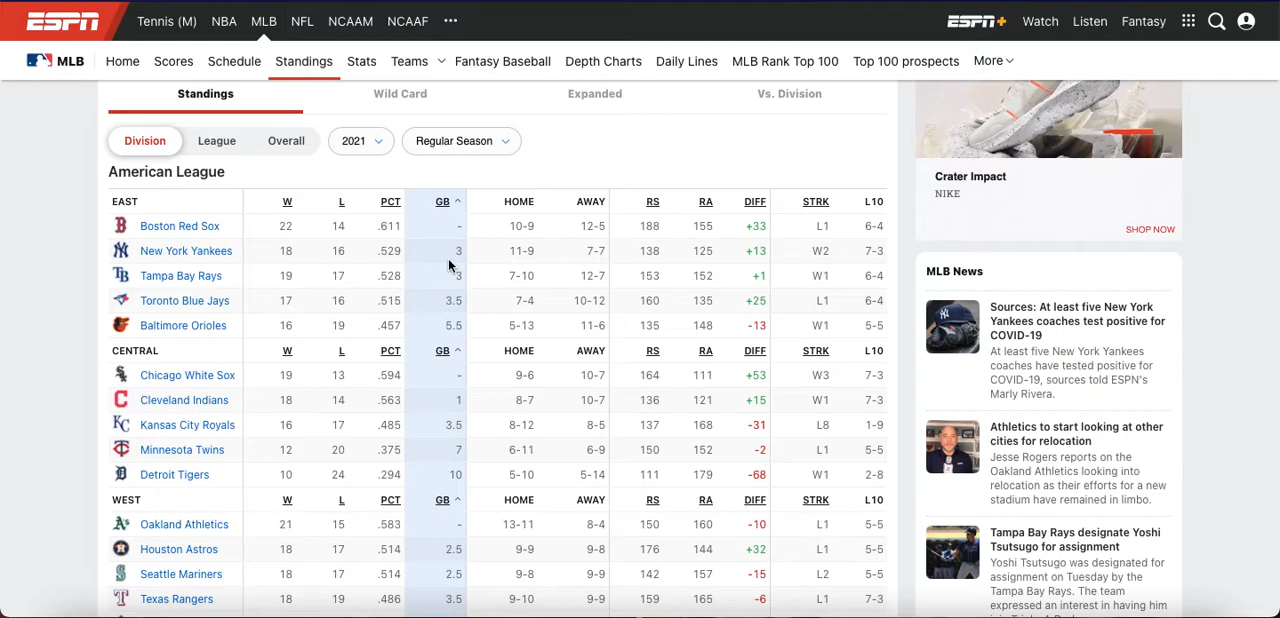 ESPN Tennis (M) NBA MLB NFL NCAAM NCAAF ••• ESPN+ Watch Listen Fantasy
MLB Home Scores Schedule Standings Stats Teams Fantasy Baseball Depth Charts Daily Lines MLB Rank Top 100 Top 100 prospects More
Standings Wild Card Expanded Vs. Division
Division League Overall 2021 Regular Season
American League
EAST W L PCT GB HOME AWAY RS RA DIFF STRK L10
Boston Red Sox 22 14 .611 - 10-9 12-5 188 155 +33 L1 6-4
New York Yankees 18 16 .529 3 11-9 7-7 138 125 +13 W2 7-3
Tampa Bay Rays 19 17 .528 3 7-10 12-7 153 152 +1 W1 6-4
Toronto Blue Jays 17 16 .515 3.5 7-4 10-12 160 135 +25 L1 6-4
Baltimore Orioles 16 19 .457 5.5 5-13 11-6 135 148 -13 W1 5-5
CENTRAL W L PCT GB HOME AWAY RS RA DIFF STRK L10
Chicago White Sox 19 13 .594 - 9-6 10-7 164 111 +53 W3 7-3
Cleveland Indians 18 14 .563 1 8-7 10-7 136 121 +15 W1 7-3
Kansas City Royals 16 17 .485 3.5 8-12 8-5 137 168 -31 L8 1-9
Minnesota Twins 12 20 .375 7 6-11 6-9 150 152 -2 L1 5-5
Detroit Tigers 10 24 .294 10 5-10 5-14 111 179 -68 W1 2-8
WEST W L PCT GB HOME AWAY RS RA DIFF STRK L10
Oakland Athletics 21 15 .583 - 13-11 8-4 150 160 -10 L1 5-5
Houston Astros 18 17 .514 2.5 9-9 9-8 176 144 +32 L1 5-5
Seattle Mariners 18 17 .514 2.5 9-8 9-9 142 157 -15 L2 5-5
Texas Rangers 18 19 .486 3.5 9-10 9-9 159 165 -6 L1 7-3
Crater Impact
NIKE
SHOP NOW
MLB News
Sources: At least five New York
Yankees coaches test positive for
COVID-19
At least five New York Yankees
coaches have tested positive for
COVID-19, sources told ESPN's
Marly Rivera.
Athletics to start looking at other
cities for relocation
Jesse Rogers reports on the
Oakland Athletics looking into
relocation as their efforts for a new
stadium have remained in limbo.
Tampa Bay Rays designate Yoshi
Tsutsugo for assignment
Yoshi Tsutsugo was designated for
assignment on Tuesday by the
Tampa Bay Rays. The team
expressed an interest in having him